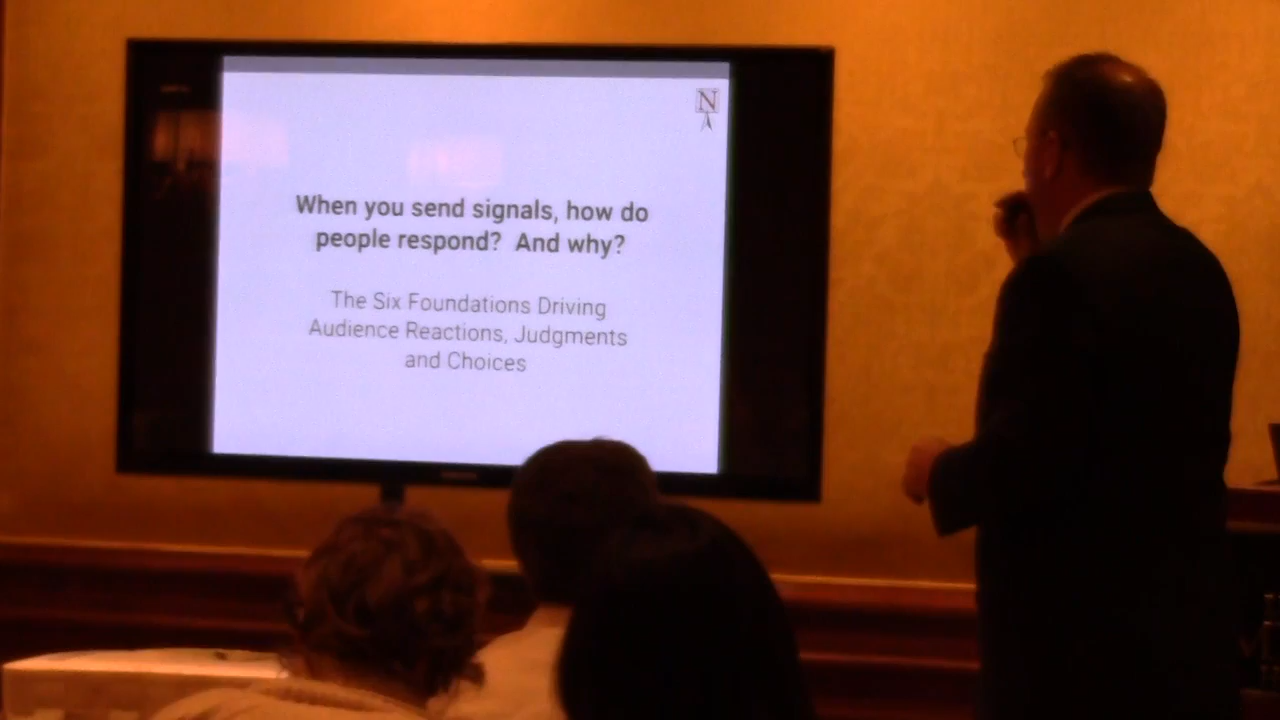 N
When you send signals, how do
people respond?  And why?
The Six Foundations Driving
Audience Reactions, Judgments
and Choices